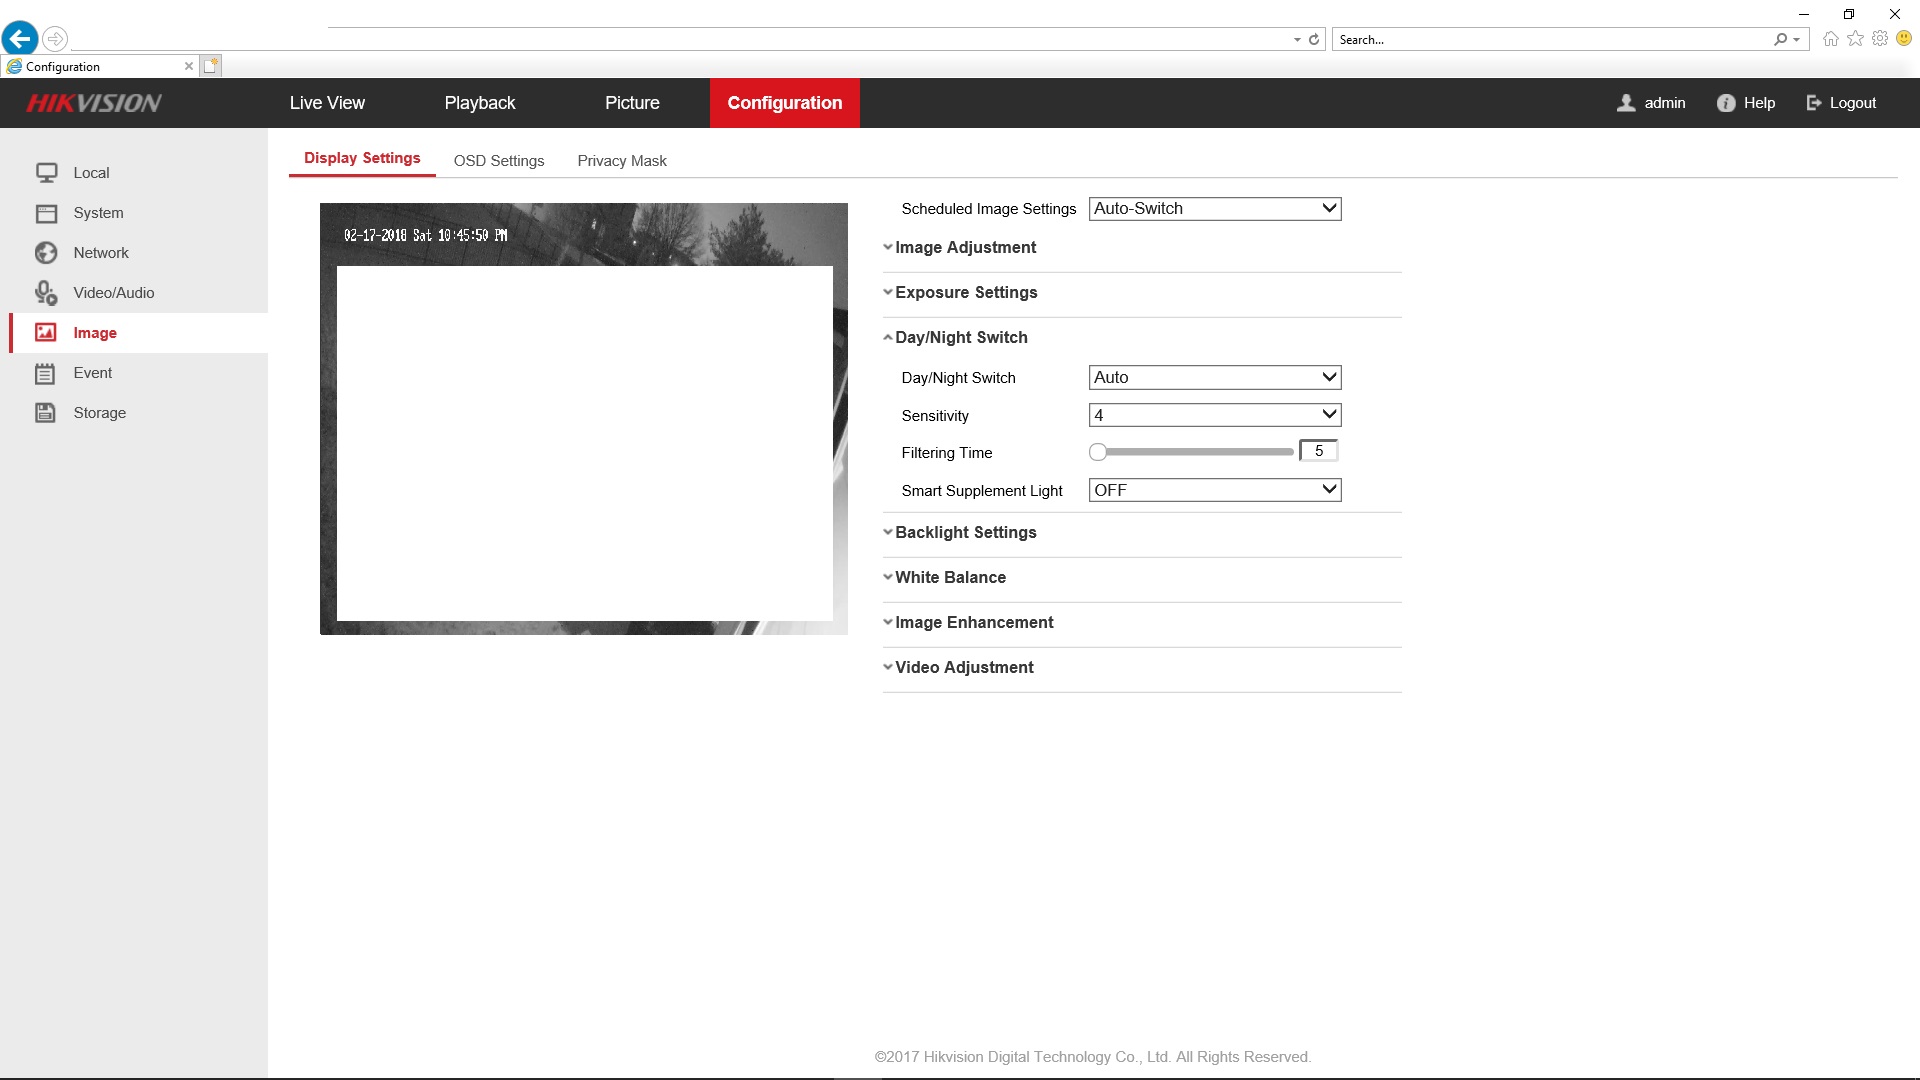 Search...
Configuration
HIKVISION
Live View
Playback
Picture
Configuration
admin
Help
Logout
Local
System
Network
Video/Audio
Image
Event
Storage
Display Settings
OSD Settings
Privacy Mask
02-17-2018 Sat 10:45:50 PM
Scheduled Image Settings
Auto-Switch
Image Adjustment
Exposure Settings
Day/Night Switch
Day/Night Switch
Auto
Sensitivity
4
Filtering Time
5
Smart Supplement Light
OFF
Backlight Settings
White Balance
Image Enhancement
Video Adjustment
©2017 Hikvision Digital Technology Co., Ltd. All Rights Reserved.